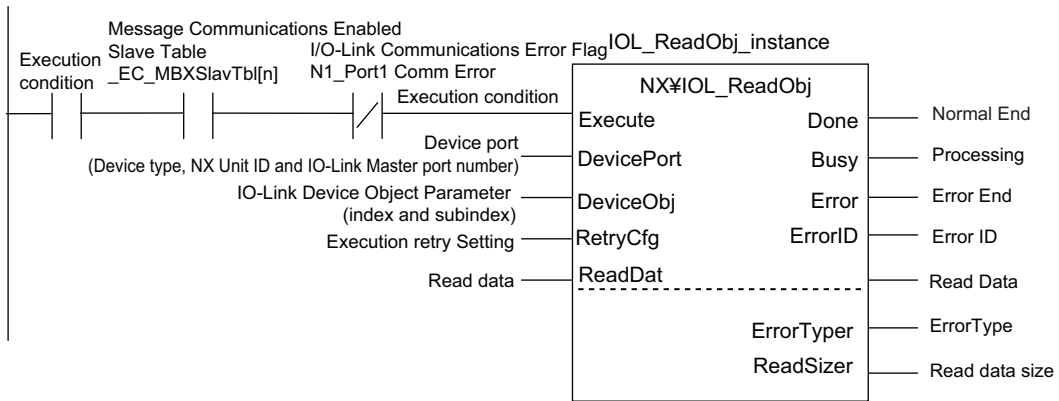 Message Communications Enabled
Slave Table
_EC_MBXSlavTbl[n]
Execution
condition
I/O-Link Communications Error Flag
N1_Port1 Comm Error
Execution condition
IOL_ReadObj_instance
NX¥IOL_ReadObj
Execute Done Normal End
Device port
(Device type, NX Unit ID and IO-Link Master port number)
DevicePort Busy Processing
IO-Link Device Object Parameter
(index and subindex)
DeviceObj Error Error End
Execution retry Setting RetryCfg ErrorID Error ID
Read data ReadDat Read Data
ErrorTyper ErrorType
ReadSizer Read data size